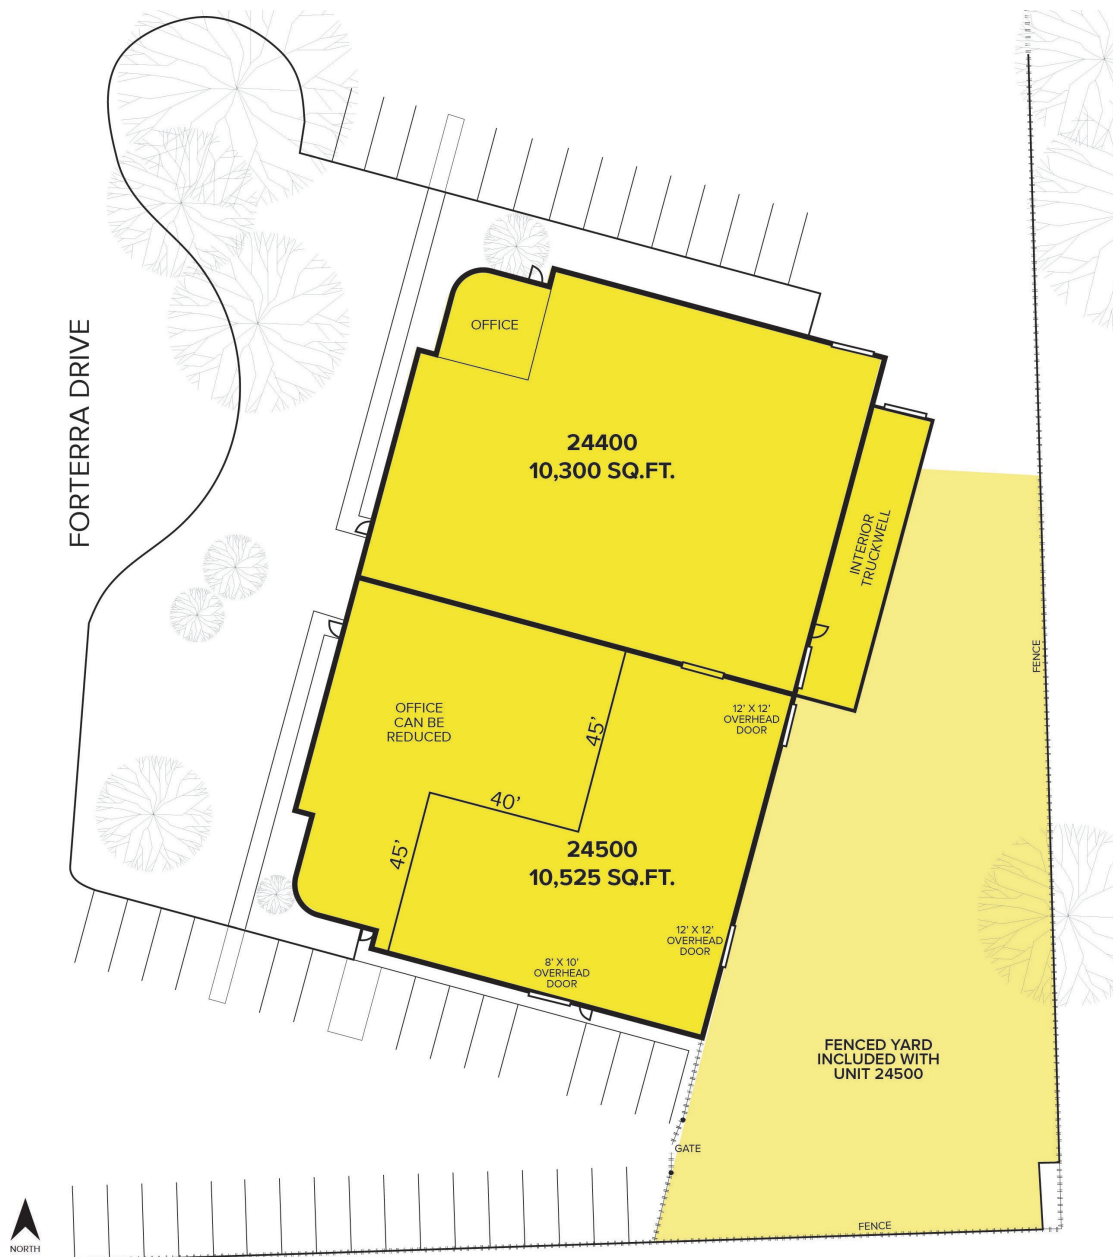 FORTERRA DRIVE
OFFICE
24400
10,300 SQ.FT.
INTERIOR
TRUCKWELL
FENCE
OFFICE
CAN BE
REDUCED
45'
12' X 12'
OVERHEAD
DOOR
40'
45'
24500
10,525 SQ.FT.
12' X 12'
OVERHEAD
DOOR
8' X 10'
OVERHEAD
DOOR
FENCED YARD
INCLUDED WITH
UNIT 24500
GATE
FENCE
NORTH